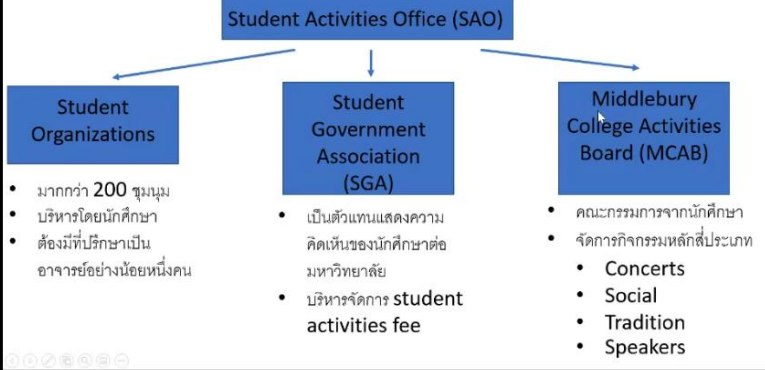 Student Activities Office (SAO)
Student
Organizations
มากกว่า 200 ชุมนุม
บริหารโดยนักศึกษา
ต้องมีที่ปรึกษาเป็น
อาจารย์อย่างน้อยหนึ่งคน
Student
Government
Association
(SGA)
เป็นตัวแทนแสดงความ
คิดเห็นของนักศึกษาต่อ
มหาวิทยาลัย
บริหารจัดการ student
activities fee
Middlebury
College Activities
Board (MCAB)
คณะกรรมการจากนักศึกษา
จัดการกิจกรรมหลักสี่ประเภท
Concerts
Social
Tradition
Speakers